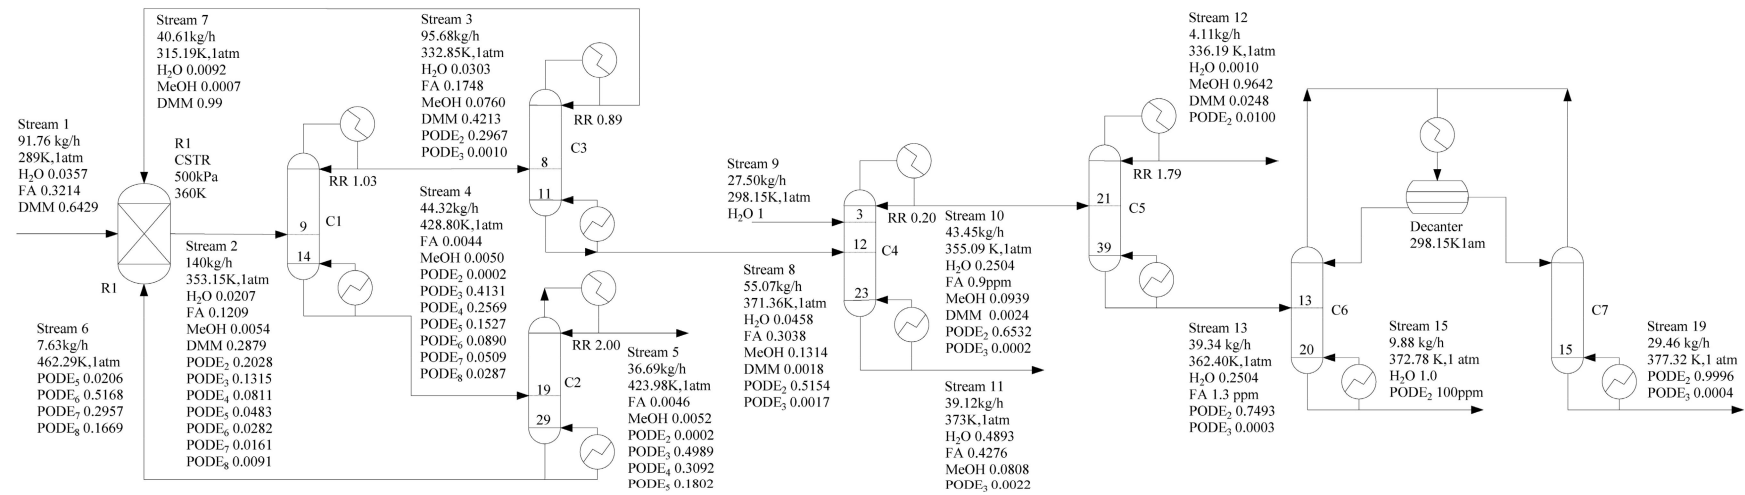 Stream 7
40.61kg/h
315.19K,1atm
H₂O 0.0092
MeOH 0.0007
DMM 0.99
Stream 3
95.68kg/h
332.85K,1atm
H₂O 0.0303
FA 0.1748
MeOH 0.0760
DMM 0.4213
PODE₂ 0.2967
PODE₃ 0.0010
RR 0.89
C3
8
11
Stream 12
4.11kg/h
336.19 K,1atm
H₂O 0.0010
MeOH 0.9642
DMM 0.0248
PODE₂ 0.0100
Stream 1
91.76 kg/h
289K,1atm
H₂O 0.0357
FA 0.3214
DMM 0.6429
R1
CSTR
500kPa
360K
R1
RR 1.03
9
14
C1
Stream 2
140kg/h
353.15K,1atm
H₂O 0.0207
FA 0.1209
MeOH 0.0054
DMM 0.2879
PODE₂ 0.2028
PODE₃ 0.1315
PODE₄ 0.0811
PODE₅ 0.0483
PODE₆ 0.0282
PODE₇ 0.0161
PODE₈ 0.0091
Stream 6
7.63kg/h
462.29K,1atm
PODE₅ 0.0206
PODE₆ 0.5168
PODE₇ 0.2957
PODE₈ 0.1669
Stream 4
44.32kg/h
428.80K,1atm
FA 0.0044
MeOH 0.0050
PODE₂ 0.0002
PODE₃ 0.4131
PODE₄ 0.2569
PODE₅ 0.1527
PODE₆ 0.0890
PODE₇ 0.0509
PODE₈ 0.0287
RR 2.00
19
29
C2
Stream 5
36.69kg/h
423.98K,1atm
FA 0.0046
MeOH 0.0052
PODE₂ 0.0002
PODE₃ 0.4989
PODE₄ 0.3092
PODE₅ 0.1802
Stream 9
27.50kg/h
298.15K,1atm
H₂O 1
RR 0.20
3
12
23
C4
Stream 8
55.07kg/h
371.36K,1atm
H₂O 0.0458
FA 0.3038
MeOH 0.1314
DMM 0.0018
PODE₂ 0.5154
PODE₃ 0.0017
Stream 10
43.45kg/h
355.09 K,1atm
H₂O 0.2504
FA 0.9ppm
MeOH 0.0939
DMM 0.0024
PODE₂ 0.6532
PODE₃ 0.0002
Stream 11
39.12kg/h
373K,1atm
H₂O 0.4893
FA 0.4276
MeOH 0.0808
PODE₃ 0.0022
RR 1.79
21
39
C5
Stream 13
39.34 kg/h
362.40K,1atm
H₂O 0.2504
FA 1.3 ppm
PODE₂ 0.7493
PODE₃ 0.0003
Decanter
298.15K1am
13
20
C6
Stream 15
9.88 kg/h
372.78 K,1 atm
H₂O 1.0
PODE₂ 100ppm
15
C7
Stream 19
29.46 kg/h
377.32 K,1 atm
PODE₂ 0.9996
PODE₃ 0.0004